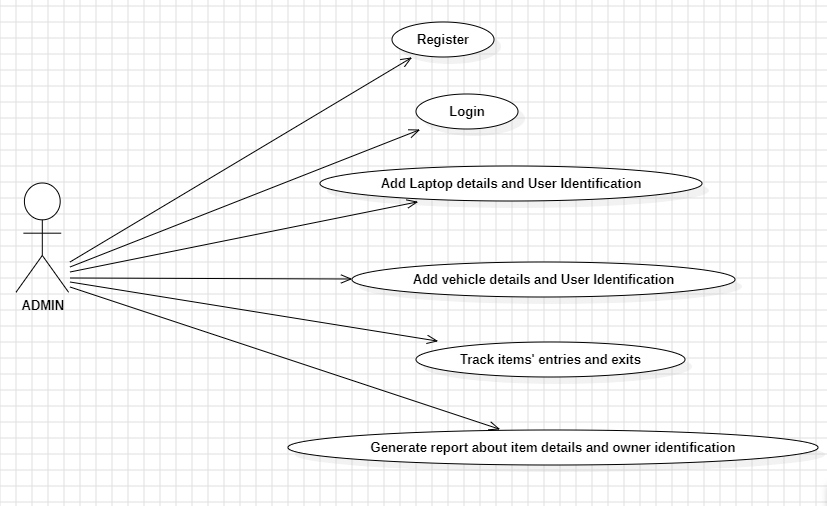 Register
Login
Add Laptop details and User Identification
Add vehicle details and User Identification
ADMIN
Track items' entries and exits
Generate report about item details and owner identification